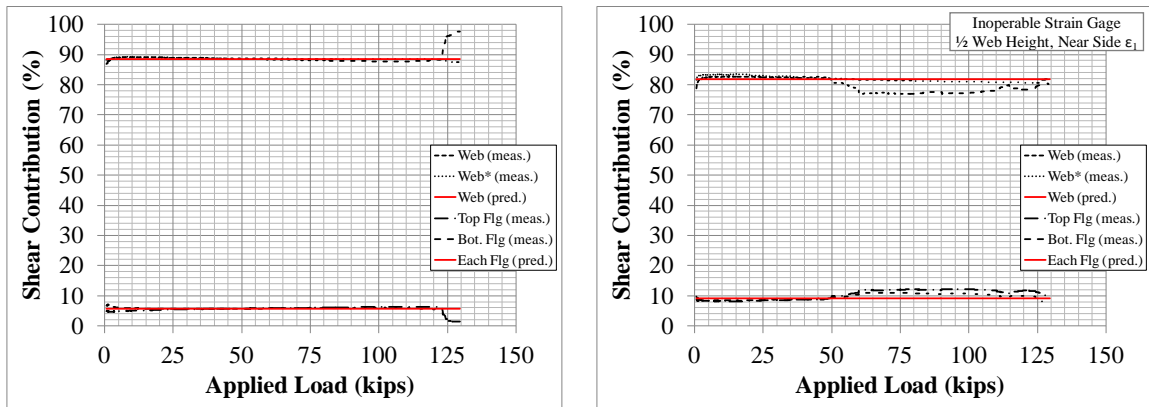 Shear Contribution (%)
100
90
80
70
60
50
40
30
20
10
0
Web (meas.)
Web* (meas.)
Web (pred.)
Top Flg (meas.)
Bot. Flg (meas.)
Each Flg (pred.)
0 25 50 75 100 125 150
Applied Load (kips)
Inoperable Strain Gage
½ Web Height, Near Side ε1
Shear Contribution (%)
100
90
80
70
60
50
40
30
20
10
0
Web (meas.)
Web* (meas.)
Web (pred.)
Top Flg (meas.)
Bot. Flg (meas.)
Each Flg (pred.)
0 25 50 75 100 125 150
Applied Load (kips)